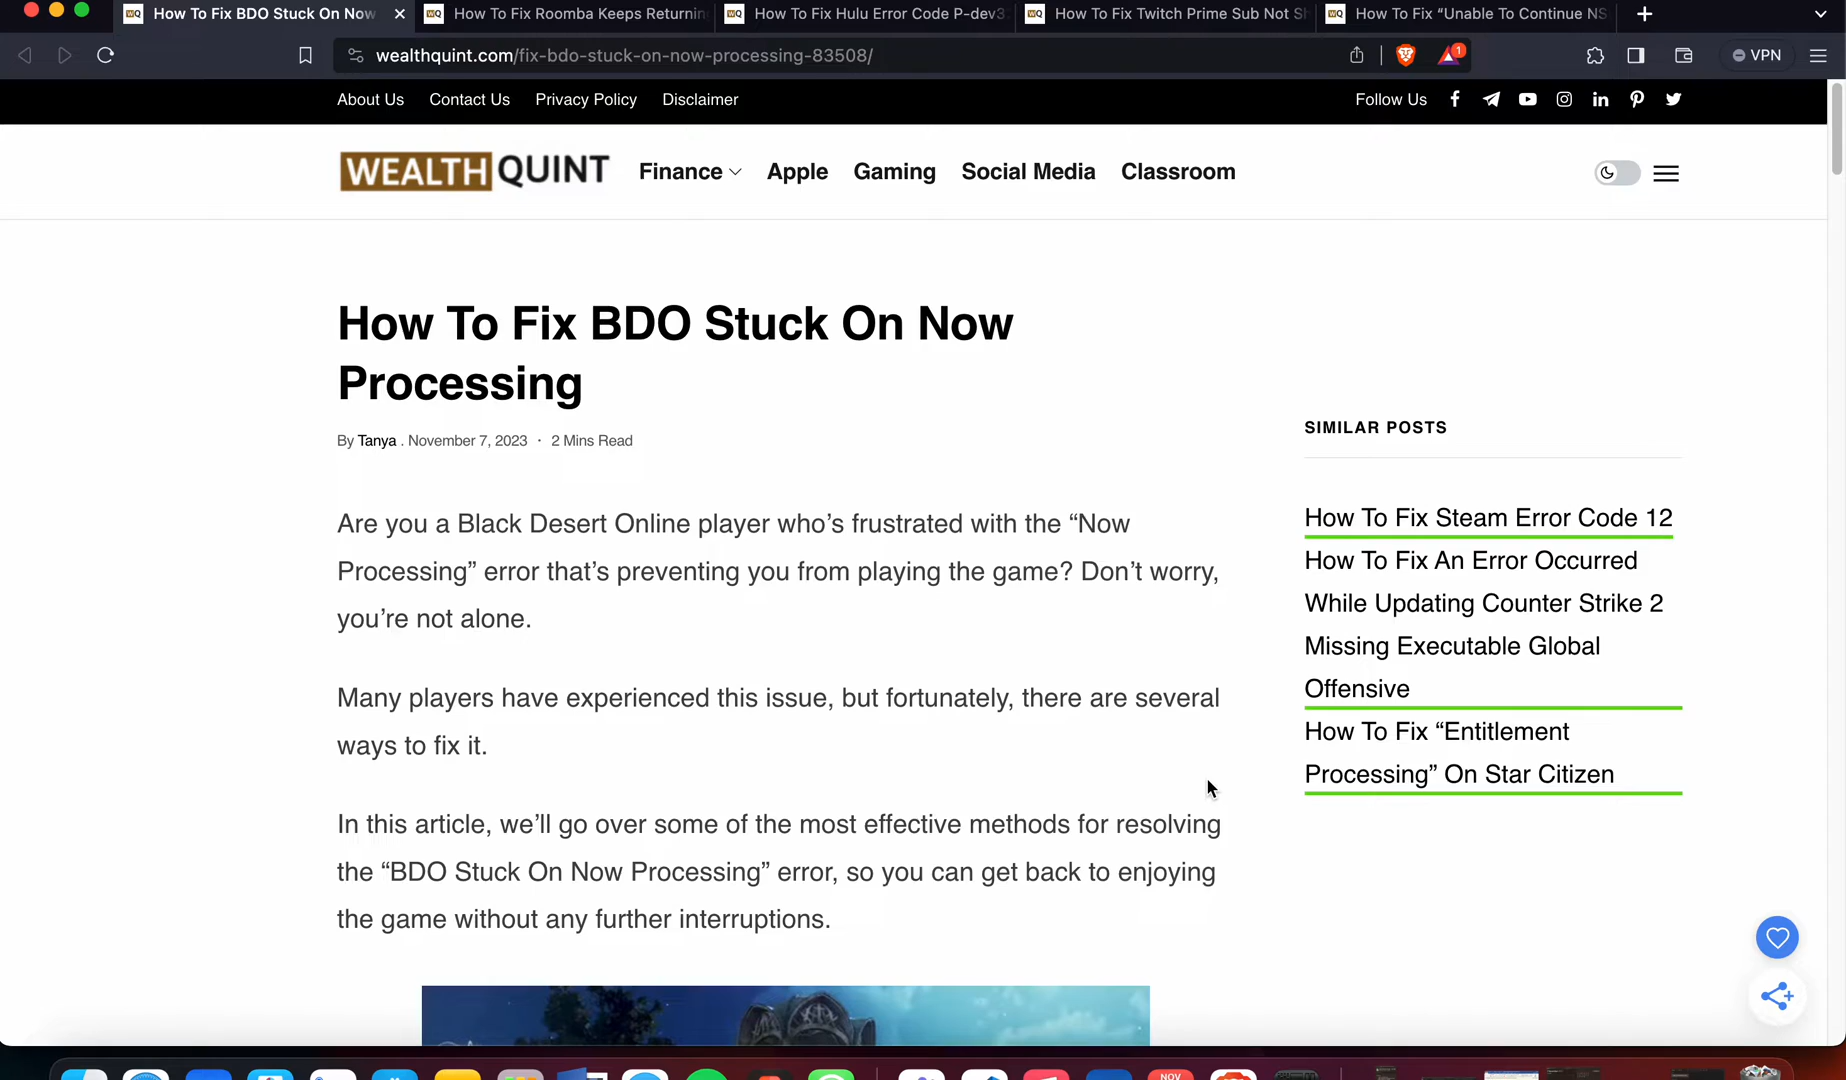 How To Fix BDO Stuck On Now
How To Fix Roomba Keeps Returning
How To Fix Hulu Error Code P-dev3
How To Fix Twitch Prime Sub Not Sh
How To Fix “Unable To Continue NS
wealthquint.com/fix-bdo-stuck-on-now-processing-83508/
1
VPN
About Us Contact Us Privacy Policy Disclaimer
Follow Us
WEALTH QUINT
Finance Apple Gaming Social Media Classroom
How To Fix BDO Stuck On Now
Processing
By Tanya . November 7, 2023 · 2 Mins Read
Are you a Black Desert Online player who’s frustrated with the “Now
Processing” error that’s preventing you from playing the game? Don’t worry,
you’re not alone.
Many players have experienced this issue, but fortunately, there are several
ways to fix it.
In this article, we’ll go over some of the most effective methods for resolving
the “BDO Stuck On Now Processing” error, so you can get back to enjoying
the game without any further interruptions.
SIMILAR POSTS
How To Fix Steam Error Code 12
How To Fix An Error Occurred
While Updating Counter Strike 2
Missing Executable Global
Offensive
How To Fix “Entitlement
Processing” On Star Citizen
NOV